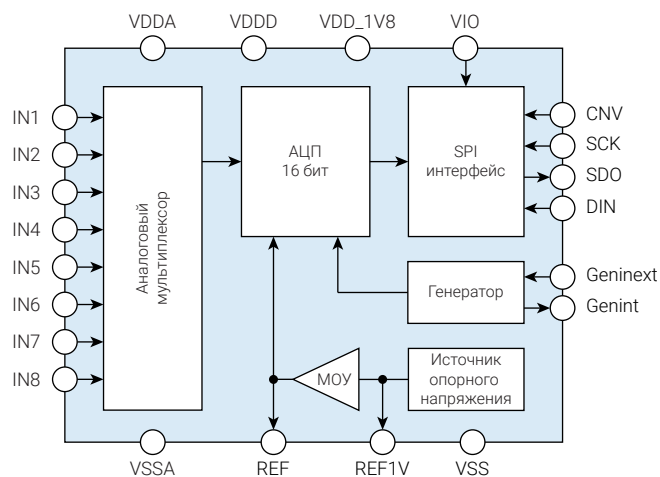 VDDA
VDDD
VDD_1V8
VIO
IN1
IN2
IN3
IN4
IN5
IN6
IN7
IN8
Аналоговый
мультиплексор
АЦП
16 бит
SPI
интерфейс
CNV
SCK
SDO
DIN
Генератор
Geninext
Genint
МОУ
Источник
опорного
напряжения
VSSA
REF
REF1V
VSS